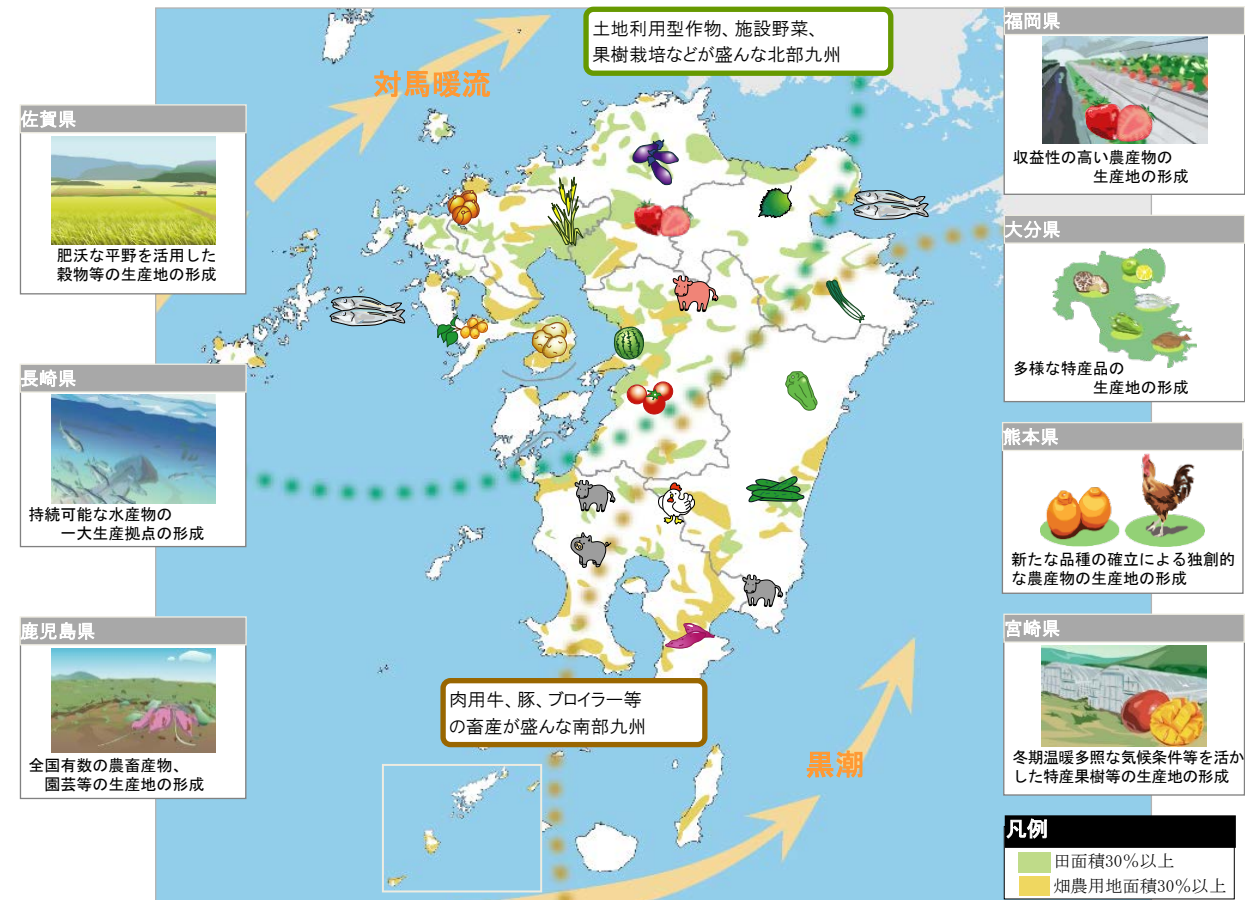 土地利用型作物、施設野菜、
果樹栽培などが盛んな北部九州
対馬暖流
佐賀県
肥沃な平野を活用した
穀物等の生産地の形成
長崎県
持続可能な水産物の
一大生産拠点の形成
鹿児島県
全国有数の農畜産物、
園芸等の生産地の形成
肉用牛、豚、ブロイラー等
の畜産が盛んな南部九州
黒潮
福岡県
収益性の高い農産物の
生産地の形成
大分県
多様な特産品の
生産地の形成
熊本県
新たな品種の確立による独創的
な農産物の生産地の形成
宮崎県
冬期温暖多照な気候条件等を活か
した特産果樹等の生産地の形成
凡例
田面積30％以上
畑農用地面積30％以上